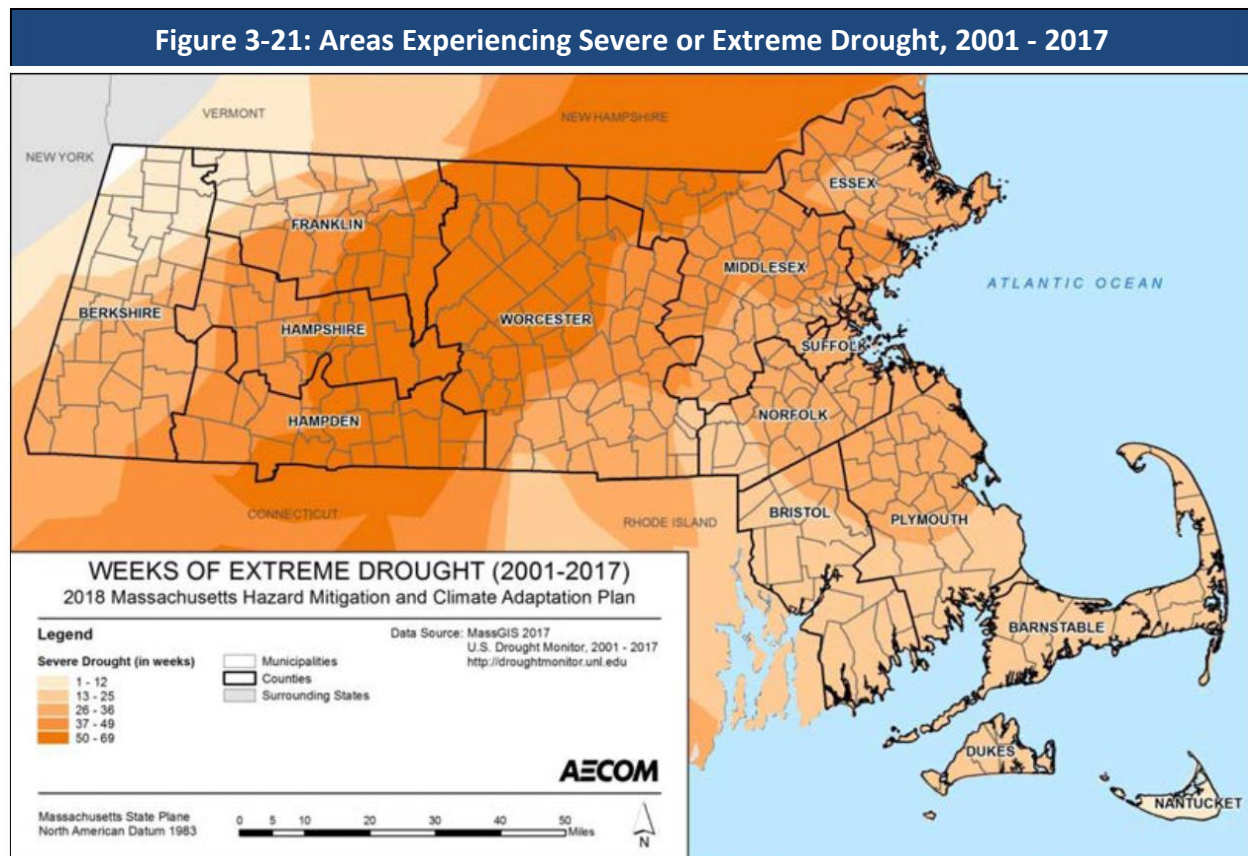 Figure 3-21: Areas Experiencing Severe or Extreme Drought, 2001 - 2017
VERMONT
NEW HAMPSHIRE
NEW YORK
ESSEX
FRANKLIN
MIDDLESEX
ATLANTIC OCEAN
BERKSHIRE
HAMPSHIRE
WORCESTER
SUFFOLK
HAMPDEN
NORFOLK
CONNECTICUT
RHODE ISLAND
BRISTOL
PLYMOUTH
BARNSTABLE
DUKES
NANTUCKET
WEEKS OF EXTREME DROUGHT (2001-2017)
2018 Massachusetts Hazard Mitigation and Climate Adaptation Plan
Legend
Severe Drought (in weeks)
1 - 12
13 - 25
26 - 36
37 - 49
50 - 69
Municipalities
Counties
Surrounding States
Data Source: MassGIS 2017
U.S. Drought Monitor, 2001 - 2017
http://droughtmonitor.unl.edu
AECOM
Massachusetts State Plane
North American Datum 1983
0 5 10 20 30 40 50
Miles
N